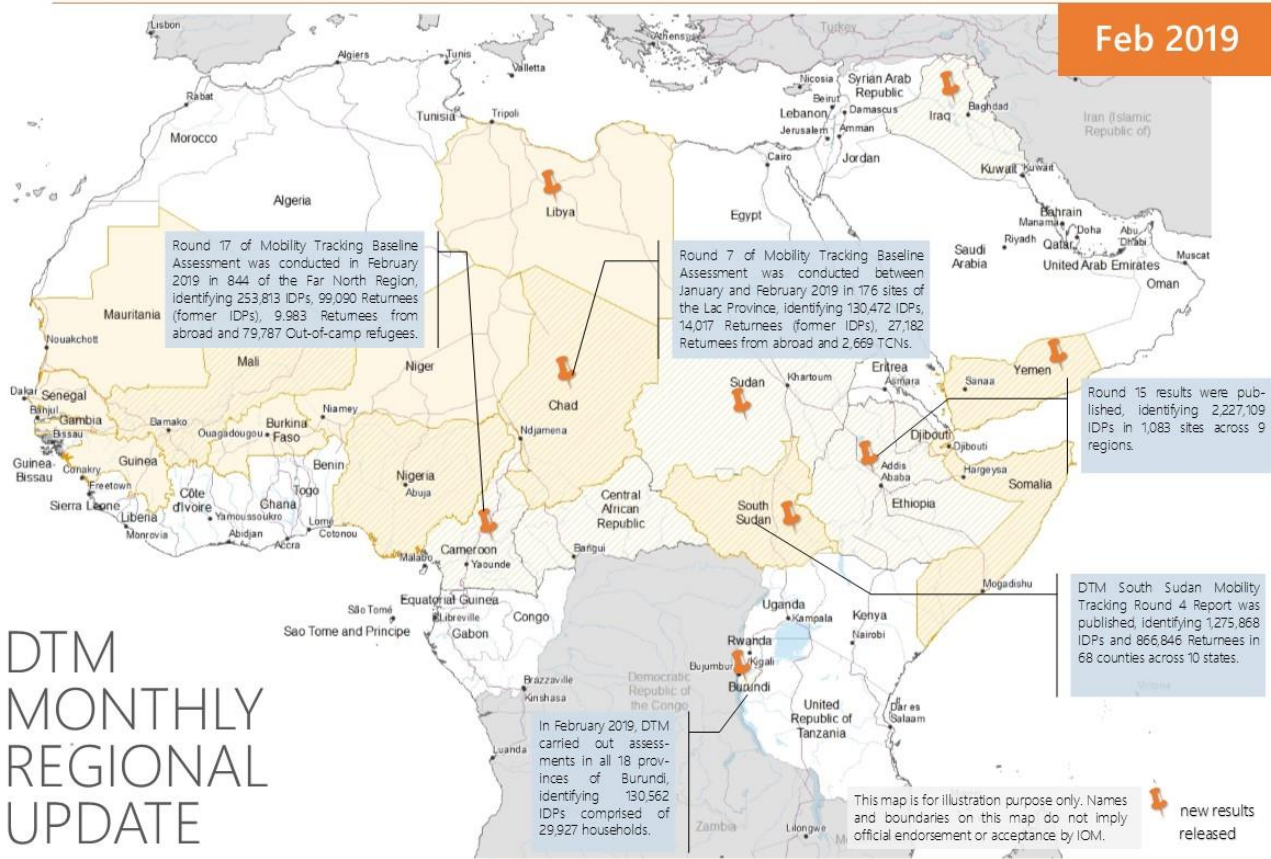 Feb 2019
Lisbon
Algiers
Tunis
Valletta
Athens
Turkey
Nicosia
Syrian Arab
Republic
Beirut
Lebanon
Damascus
Jerusalem
Amman
Jordan
Iraq
Baghdad
Iran (Islamic
Republic of)
Kuwait
Kuwait
Rabat
Morocco
Tunisia
Tripoli
Cairo
Algeria
Libya
Egypt
Saudi
Arabia
Riyadh
Bahrain
Manama
Doha
Qatar
Abu
Dhabi
United Arab Emirates
Muscat
Oman
Round 17 of Mobility Tracking Baseline
Assessment was conducted in February
2019 in 844 of the Far North Region,
identifying 253,813 IDPs, 99,090 Returnees
(former IDPs), 9.983 Returnees from
abroad and 79,787 Out-of-camp refugees.
Round 7 of Mobility Tracking Baseline
Assessment was conducted between
January and February 2019 in 176 sites of
the Lac Province, identifying 130,472 IDPs,
14,017 Returnees (former IDPs), 27,182
Returnees from abroad and 2,669 TCNs.
Mauritania
Nouakchott
Mali
Niger
Chad
Sudan
Khartoum
Eritrea
Asmara
Yemen
Sanaa
Dakar
Senegal
Banjul
Gambia
Bissau
Guinea-
Bissau
Bamako
Ouagadougou
Burkina
Faso
Niamey
Ndjamena
Djibouti
Djibouti
Round 15 results were pub-
lished, identifying 2,227,109
IDPs in 1,083 sites across 9
regions.
Guinea
Conakry
Freetown
Sierra Leone
Liberia
Monrovia
Côte
d'Ivoire
Yamoussoukro
Abidjan
Ghana
Accra
Togo
Lomé
Benin
Cotonou
Nigeria
Abuja
Central
African
Republic
South
Sudan
Addis
Ababa
Ethiopia
Hargeysa
Somalia
Malabo
Cameroon
Yaounde
Bangui
Mogadishu
São Tomé
Sao Tome and Principe
Equatorial Guinea
Libreville
Gabon
Congo
Uganda
Kampala
Kenya
Nairobi
Rwanda
Kigali
Bujumbur
Burundi
DTM South Sudan Mobility
Tracking Round 4 Report was
published, identifying 1,275,868
IDPs and 866,846 Returnees in
68 counties across 10 states.
Brazzaville
Kinshasa
Democratic
Republic of
the Congo
United
Republic of
Tanzania
Dar es
Salaam
Luanda
In February 2019, DTM
carried out assess-
ments in all 18 prov-
inces of Burundi,
identifying 130,562
IDPs comprised of
29,927 households.
Zambia
Lilongwe
This map is for illustration purpose only. Names
and boundaries on this map do not imply
official endorsement or acceptance by IOM.
new results
released
DTM
MONTHLY
REGIONAL
UPDATE